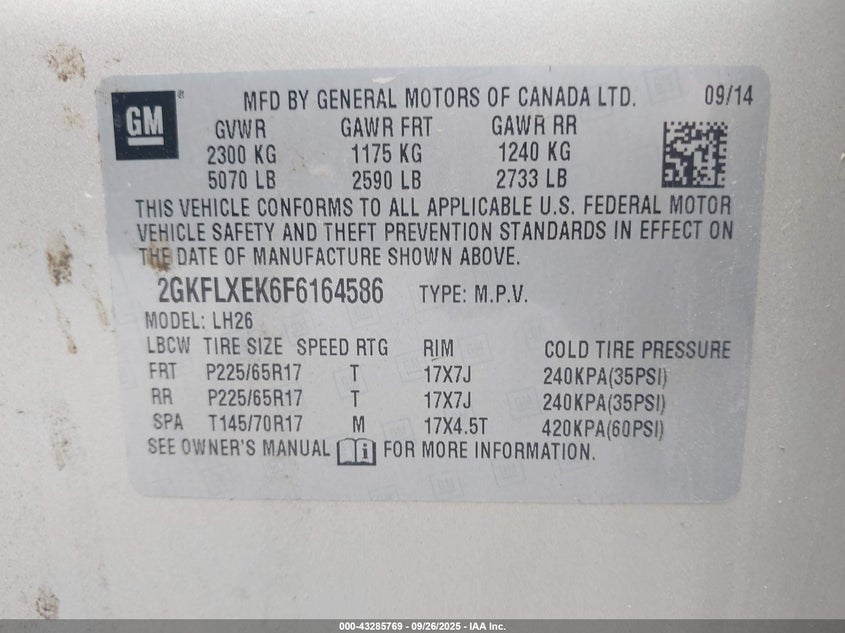 GM ® MFD BY GENERAL MOTORS OF CANADA LTD. 09/14
GVWR GAWR FRT GAWR RR
2300 KG 1175 KG 1240 KG
5070 LB 2590 LB 2733 LB
THIS VEHICLE CONFORMS TO ALL APPLICABLE U.S. FEDERAL MOTOR
VEHICLE SAFETY AND THEFT PREVENTION STANDARDS IN EFFECT ON
THE DATE OF MANUFACTURE SHOWN ABOVE.
2GKFLXEK6F6164586 TYPE: M.P.V.
MODEL: LH26
LBCW TIRE SIZE SPEED RTG RIM COLD TIRE PRESSURE
FRT P225/65R17 T 17X7J 240KPA(35PSI)
RR P225/65R17 T 17X7J 240KPA(35PSI)
SPA T145/70R17 M 17X4.5T 420KPA(60PSI)
SEE OWNER'S MANUAL i FOR MORE INFORMATION.
000-43285769 - 09/26/2025 - IAA Inc.